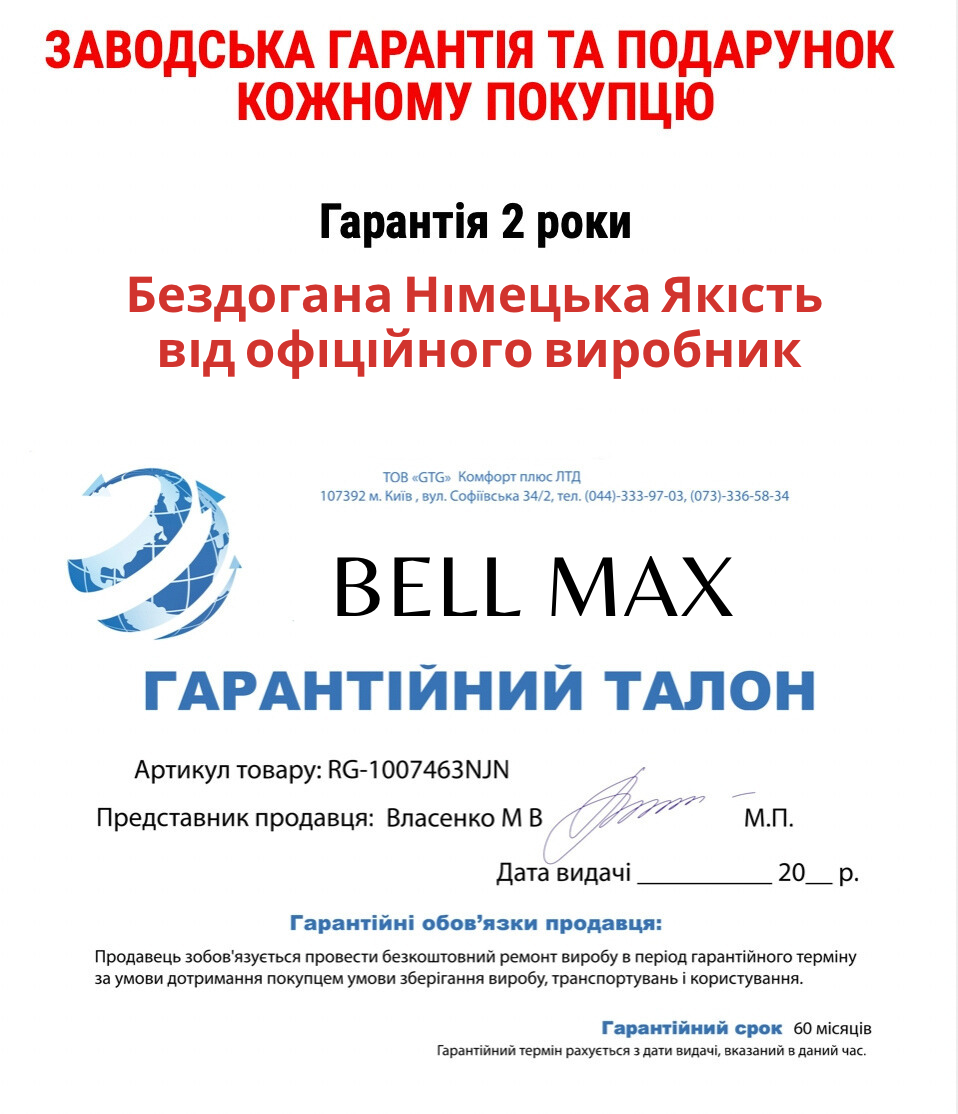 ЗАВОДСЬКА ГАРАНТІЯ ТА ПОДАРУНОК
КОЖНОМУ ПОКУПЦЮ
Гарантія 2 роки
Бездогана Німецька Якість
від офіційного виробник
ТОВ «GTG» Комфорт плюс ЛТД
107392 м. Київ , вул. Софіївська 34/2, тел. (044)-333-97-03, (073)-336-58-34
BELL MAX
ГАРАНТІЙНИЙ ТАЛОН
Артикул товару: RG-1007463NJN
Представник продавця: Власенко М В М.П.
Дата видачі ___________ 20__ р.
Гарантійні обов’язки продавця:
Продавець зобов'язується провести безкоштовний ремонт виробу в період гарантійного терміну
за умови дотримання покупцем умови зберігання виробу, транспортувань і користування.
Гарантійний срок 60 місяців
Гарантійний термін рахується з дати видачі, вказаний в даний час.